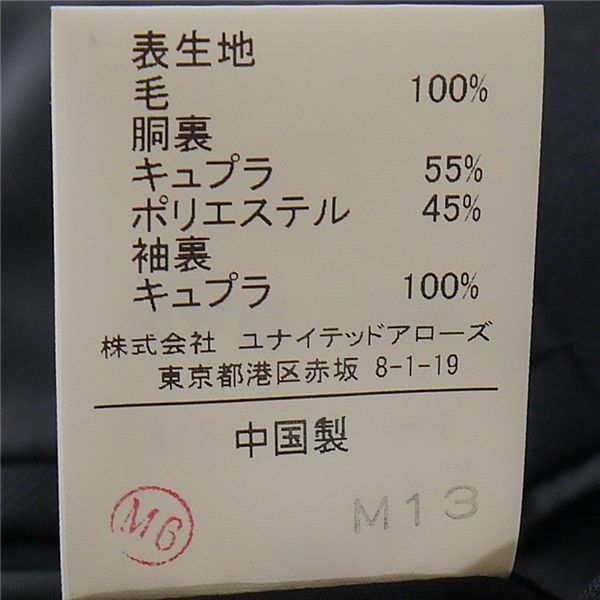 表生地
毛 100%
胴裏
キュプラ 55%
ポリエステル 45%
袖裏
キュプラ 100%
株式会社 ユナイテッドアローズ
東京都港区赤坂 8-1-19
中国製
M6
M13